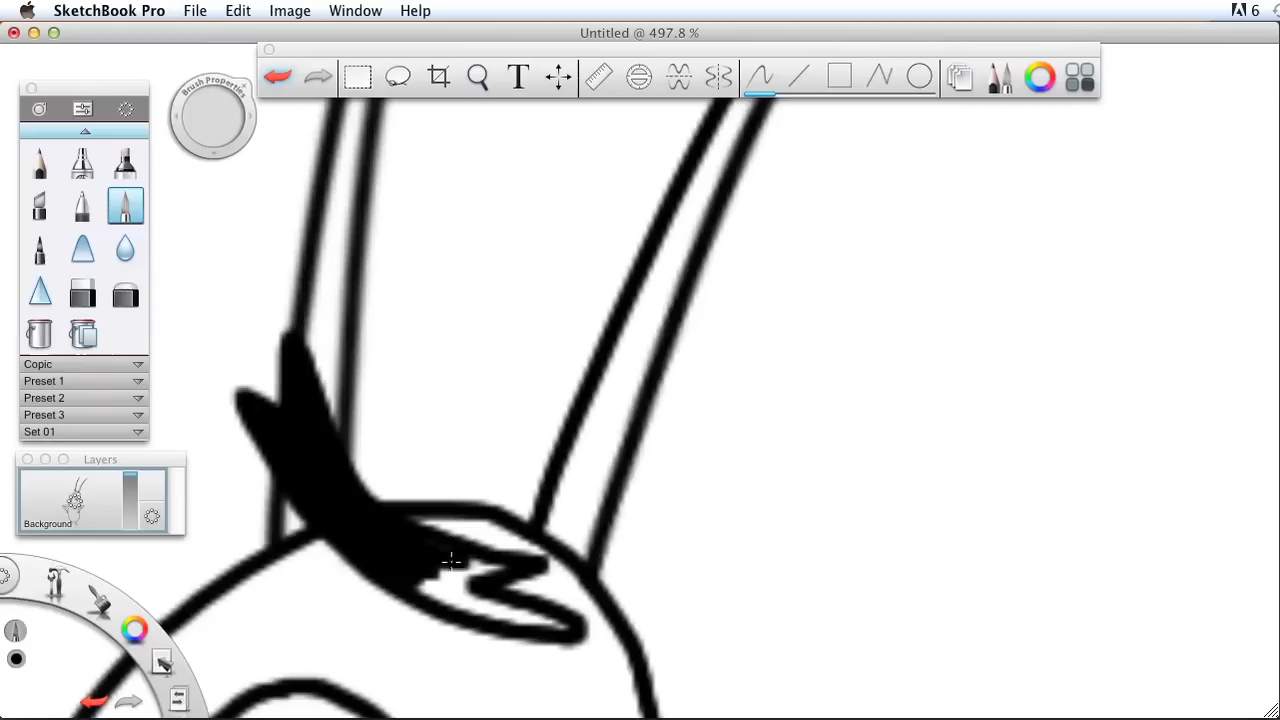 SketchBook Pro File Edit Image Window Help 6
Untitled @ 497.8 %
Brush Properties
T
Copic
Preset 1
Preset 2
Preset 3
Set 01
Layers
Background